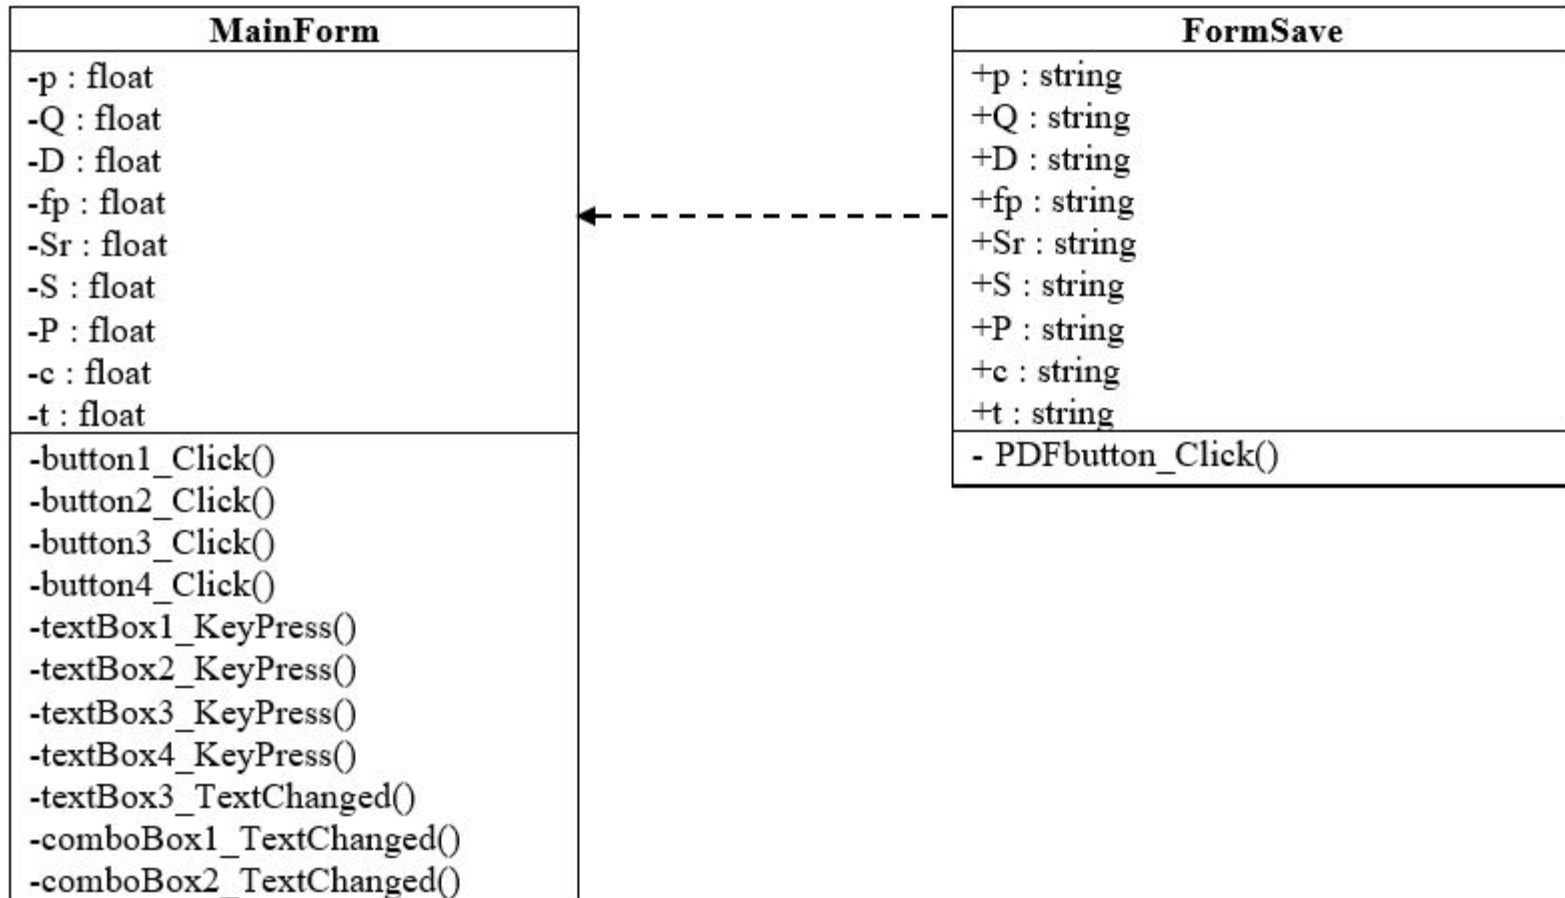 MainForm
-p : float
-Q : float
-D : float
-fp : float
-Sr : float
-S : float
-P : float
-c : float
-t : float
-button1_Click()
-button2_Click()
-button3_Click()
-button4_Click()
-textBox1_KeyPress()
-textBox2_KeyPress()
-textBox3_KeyPress()
-textBox4_KeyPress()
-textBox3_TextChanged()
-comboBox1_TextChanged()
-comboBox2_TextChanged()
FormSave
+p : string
+Q : string
+D : string
+fp : string
+Sr : string
+S : string
+P : string
+c : string
+t : string
- PDFbutton_Click()